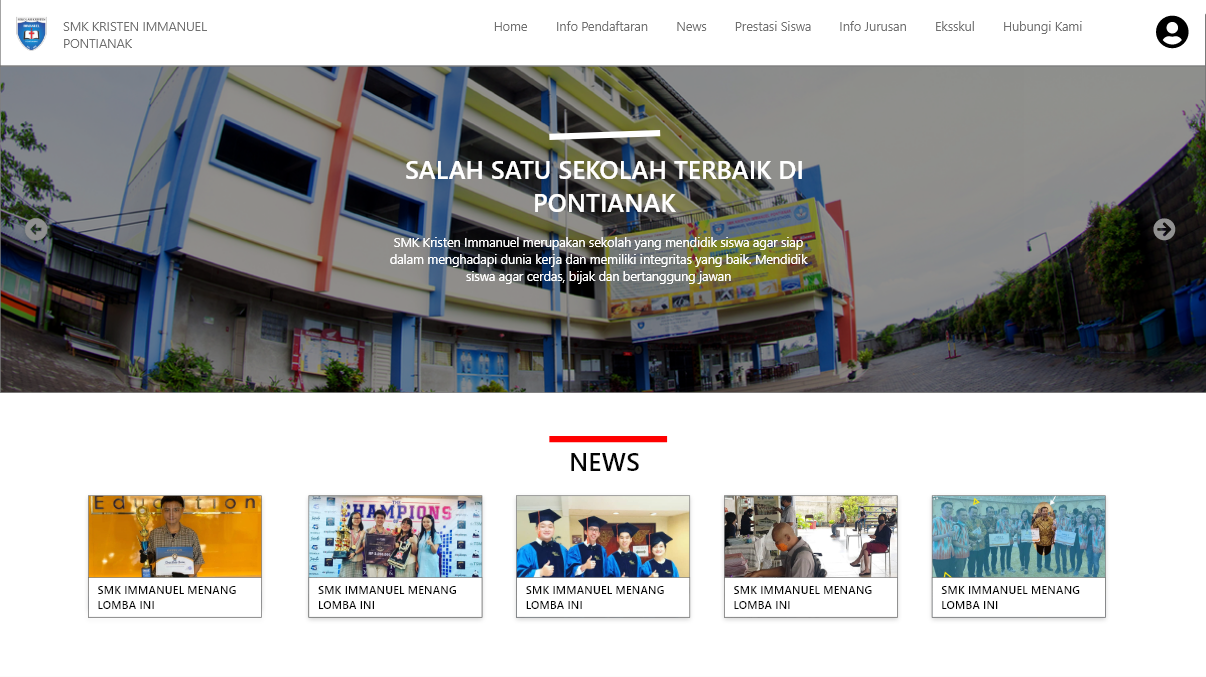 SMK KRISTEN IMMANUEL
PONTIANAK
Home
Info Pendaftaran
News
Prestasi Siswa
Info Jurusan
Eksskul
Hubungi Kami
SALAH SATU SEKOLAH TERBAIK DI
PONTIANAK
SMK Kristen Immanuel merupakan sekolah yang mendidik siswa agar siap
dalam menghadapi dunia kerja dan memiliki integritas yang baik. Mendidik
siswa agar cerdas, bijak dan bertanggung jawan
NEWS
Education
THE
CHAMPIONS
SMK IMMANUEL MENANG
LOMBA INI
SMK IMMANUEL MENANG
LOMBA INI
SMK IMMANUEL MENANG
LOMBA INI
SMK IMMANUEL MENANG
LOMBA INI
SMK IMMANUEL MENANG
LOMBA INI